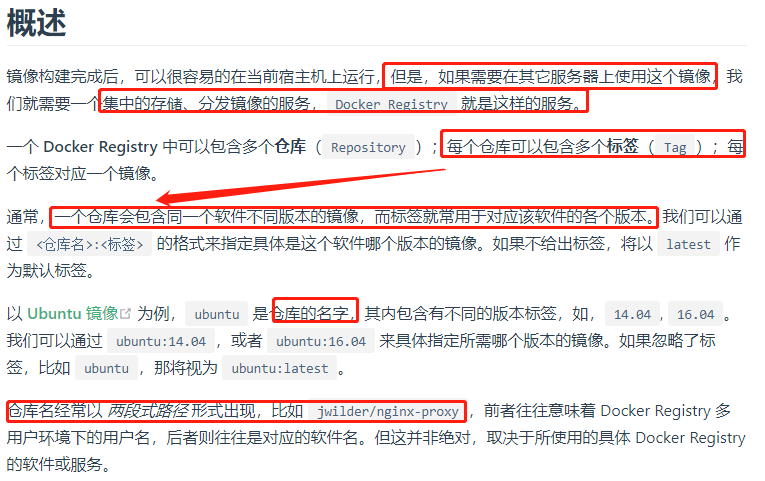 概述
镜像构建完成后，可以很容易的在当前宿主机上运行，但是，如果需要在其它服务器上使用这个镜像，我
们就需要一个集中的存储、分发镜像的服务，Docker Registry 就是这样的服务。
一个 Docker Registry 中可以包含多个仓库（Repository）；每个仓库可以包含多个标签（Tag）；每
个标签对应一个镜像。
通常，一个仓库会包含同一个软件不同版本的镜像，而标签就常用于对应该软件的各个版本。我们可以通
过 <仓库名>:<标签> 的格式来指定具体是这个软件哪个版本的镜像。如果不给出标签，将以 latest 作
为默认标签。
以 Ubuntu 镜像 为例，ubuntu 是仓库的名字，其内包含有不同的版本标签，如，14.04，16.04。
我们可以通过 ubuntu:14.04，或者 ubuntu:16.04 来具体指定所需哪个版本的镜像。如果忽略了标
签，比如 ubuntu，那将视为 ubuntu:latest。
仓库名经常以 两段式路径 形式出现，比如 jwilder/nginx-proxy，前者往往意味着 Docker Registry 多
用户环境下的用户名，后者则往往是对应的软件名。但这并非绝对，取决于所使用的具体 Docker Registry
的软件或服务。